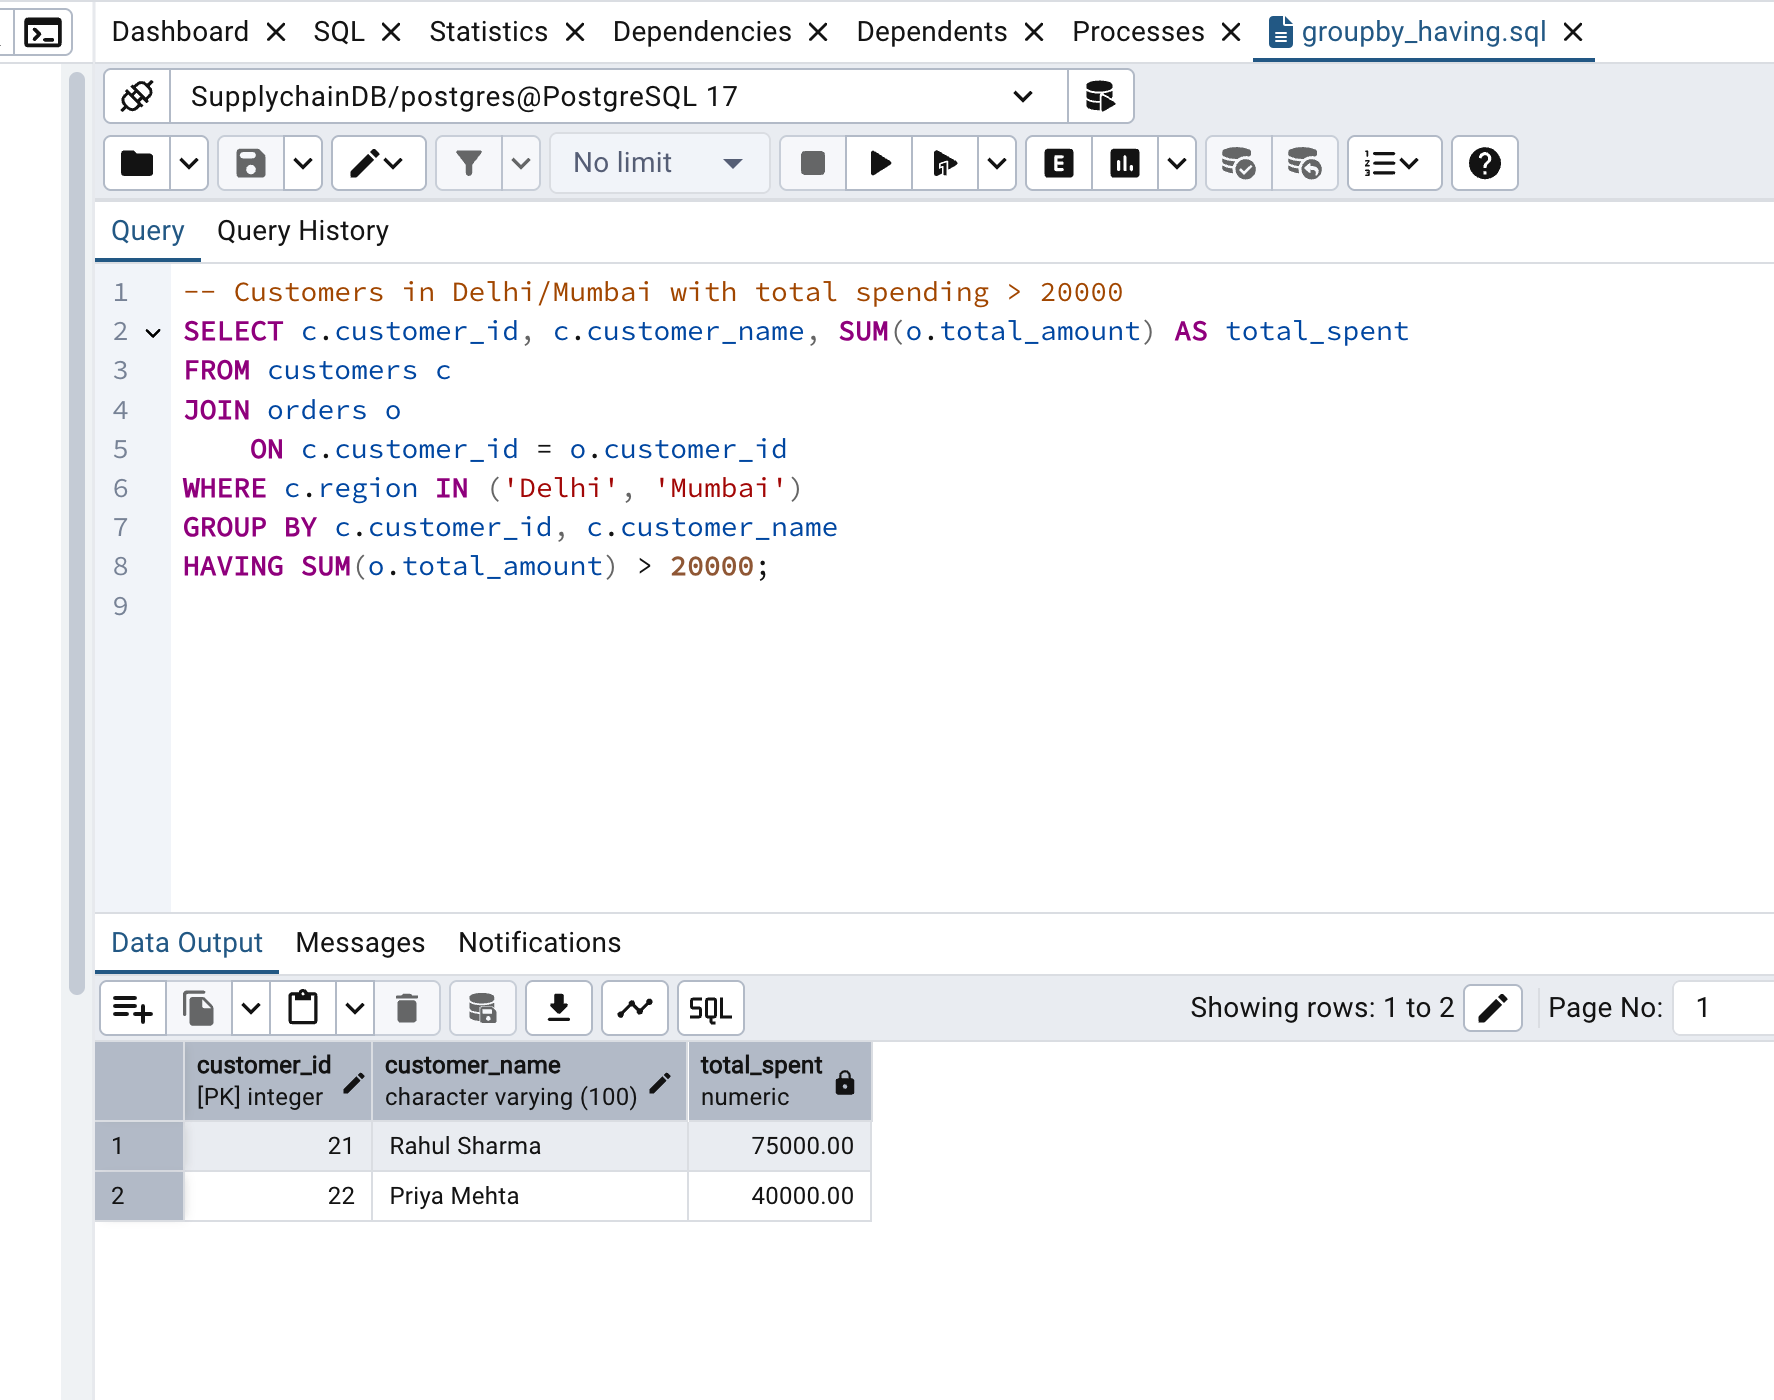 Dashboard SQL Statistics Dependencies Dependents Processes groupby_having.sql
SupplychainDB/postgres@PostgreSQL 17
No limit E
Query Query History
1 -- Customers in Delhi/Mumbai with total spending > 20000
2 SELECT c.customer_id, c.customer_name, SUM(o.total_amount) AS total_spent
3 FROM customers c
4 JOIN orders o
5 ON c.customer_id = o.customer_id
6 WHERE c.region IN ('Delhi', 'Mumbai')
7 GROUP BY c.customer_id, c.customer_name
8 HAVING SUM(o.total_amount) > 20000;
9
Data Output Messages Notifications
SQL Showing rows: 1 to 2 Page No: 1
customer_id customer_name total_spent
[PK] integer character varying (100) numeric
1 21 Rahul Sharma 75000.00
2 22 Priya Mehta 40000.00